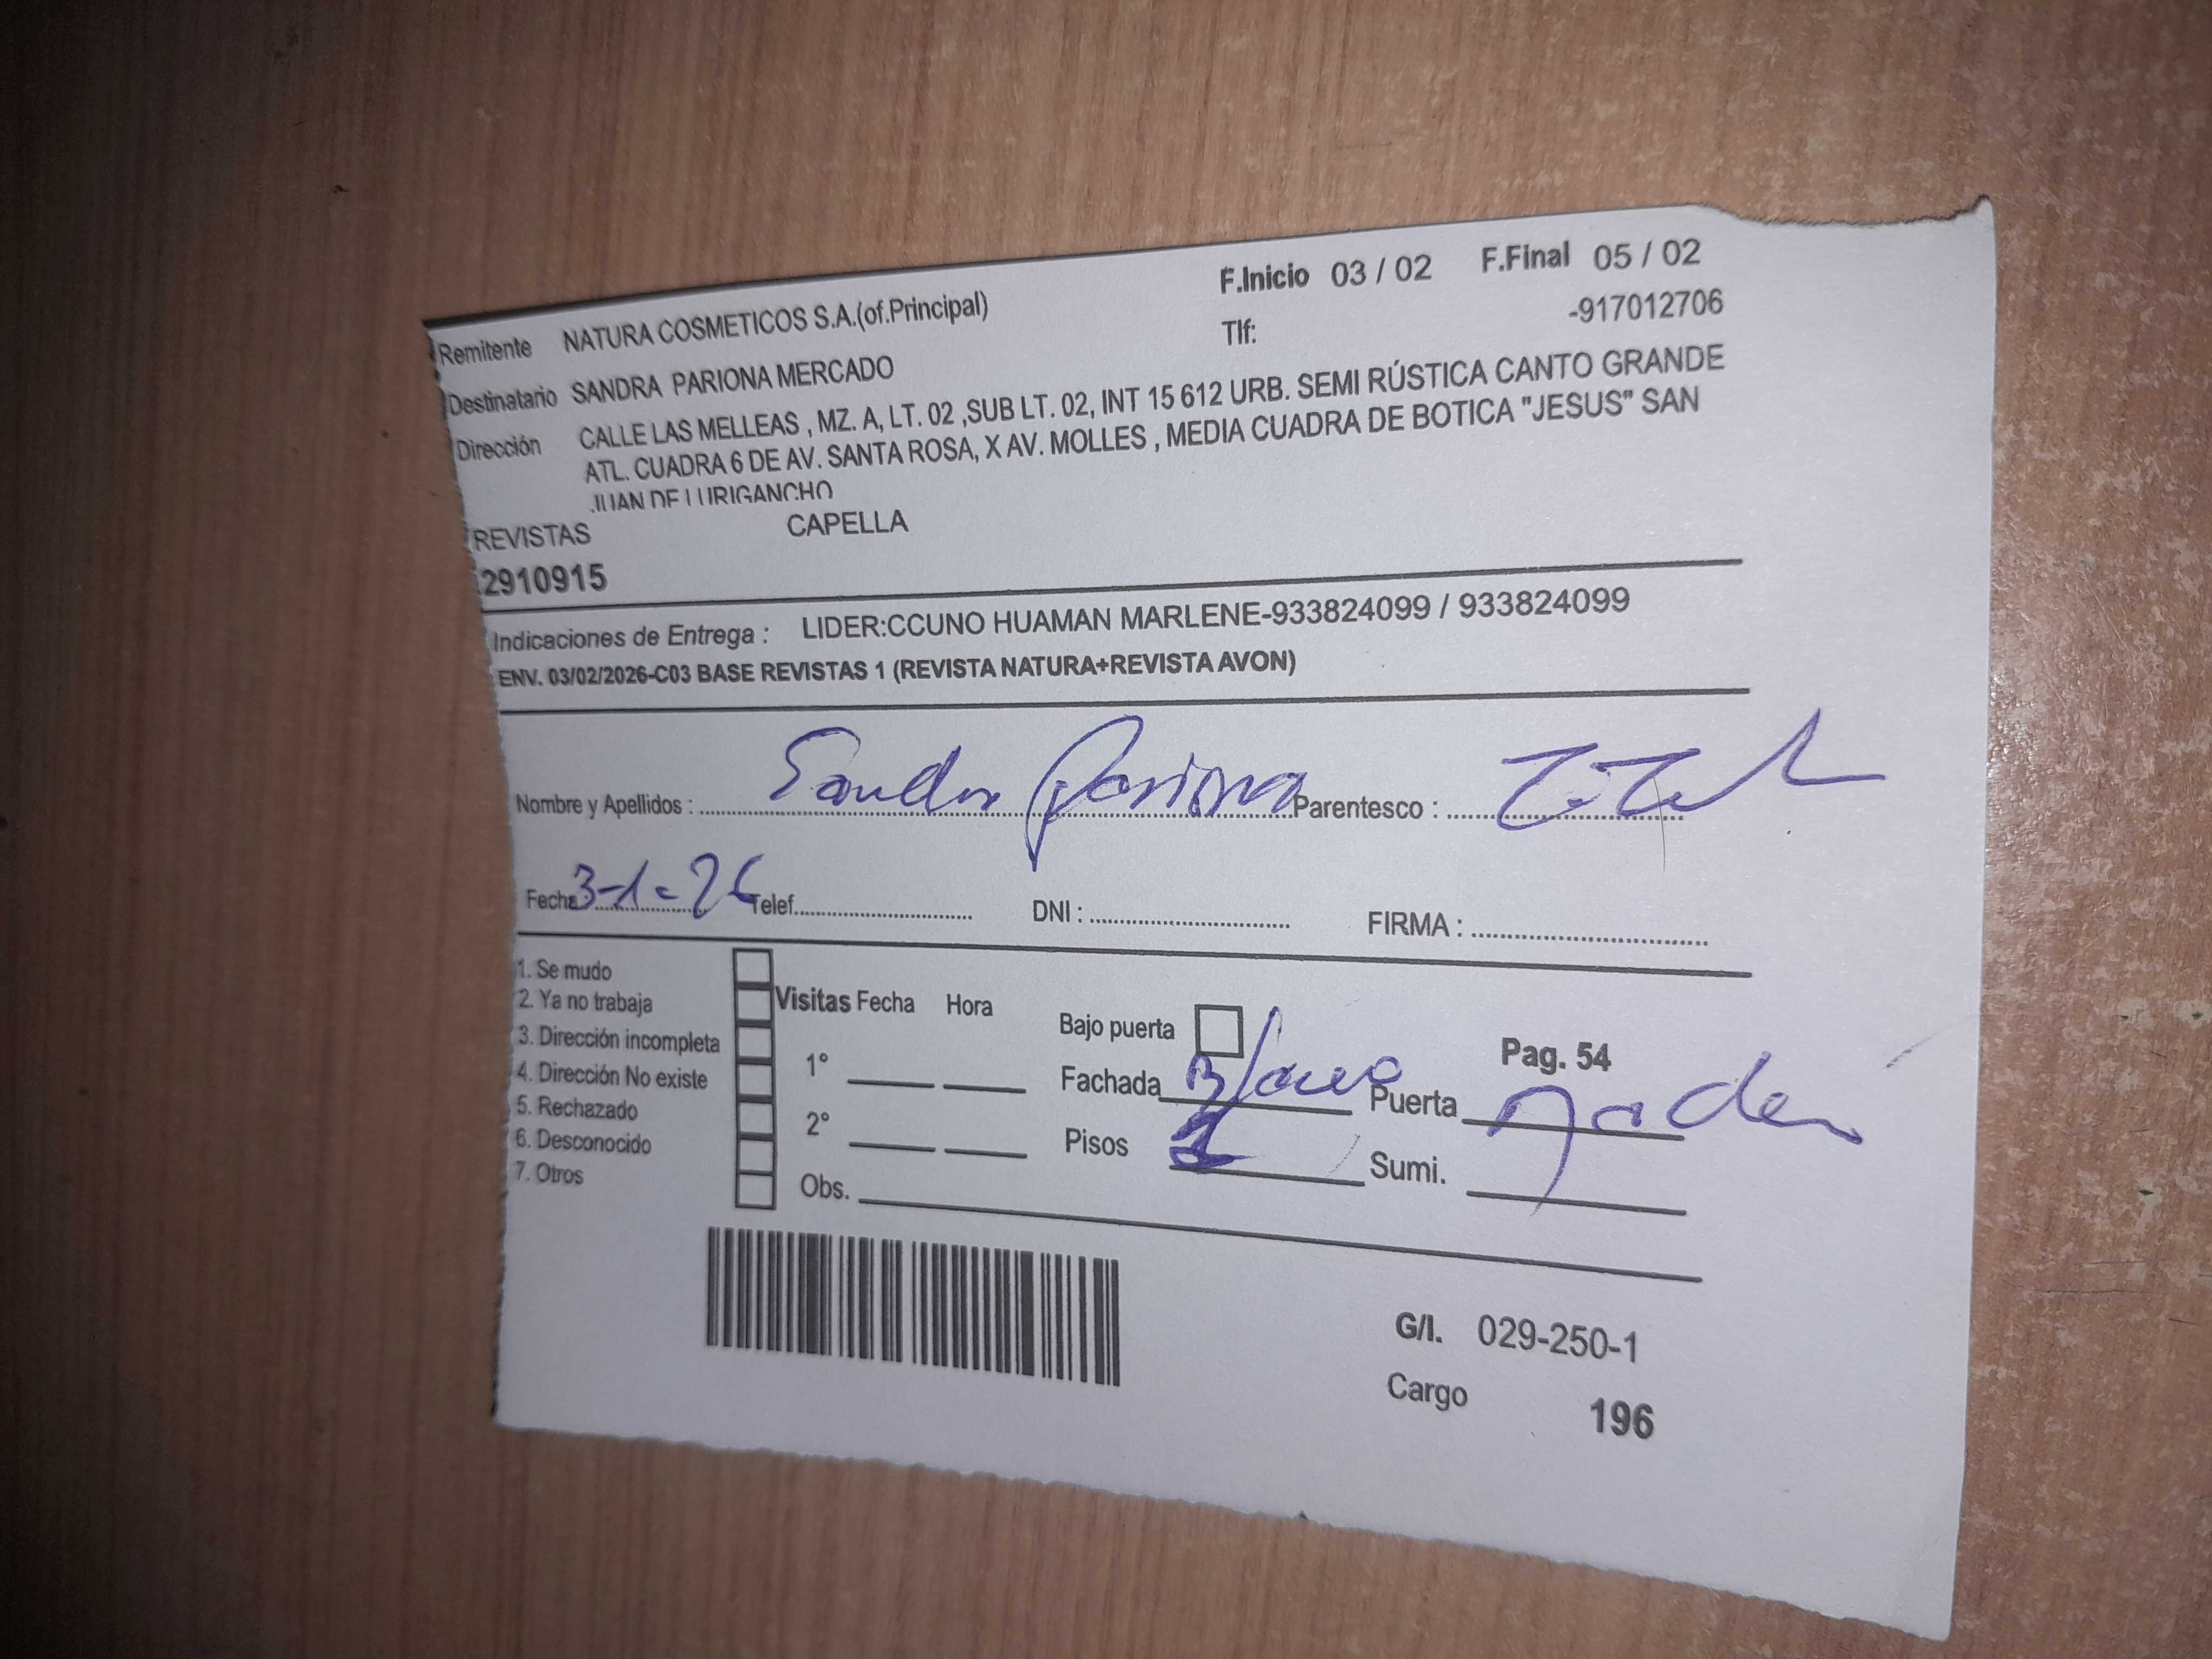 F.Inicio 03 / 02 F.Final 05 / 02
Remitente NATURA COSMETICOS S.A.(of.Principal) Tlf: -917012706
Destinatario SANDRA PARIONA MERCADO
Dirección CALLE LAS MELLEAS , MZ. A, LT. 02 ,SUB LT. 02, INT 15 612 URB. SEMI RÚSTICA CANTO GRANDE
ATL. CUADRA 6 DE AV. SANTA ROSA, X AV. MOLLES , MEDIA CUADRA DE BOTICA "JESUS" SAN
JUAN DE LURIGANCHO
REVISTAS CAPELLA
2910915
Indicaciones de Entrega : LIDER:CCUNO HUAMAN MARLENE-933824099 / 933824099
ENV. 03/02/2026-C03 BASE REVISTAS 1 (REVISTA NATURA+REVISTA AVON)
Nombre y Apellidos : Sandra Pariona Parentesco :
Fecha 3-1-26 Telef. DNI : FIRMA :
1. Se mudo
2. Ya no trabaja Visitas Fecha Hora Bajo puerta Pag. 54
3. Dirección incompleta
4. Dirección No existe 1° Fachada Blanco Puerta
5. Rechazado
6. Desconocido 2° Pisos Sumi.
7. Otros Obs.
G/I. 029-250-1
Cargo 196